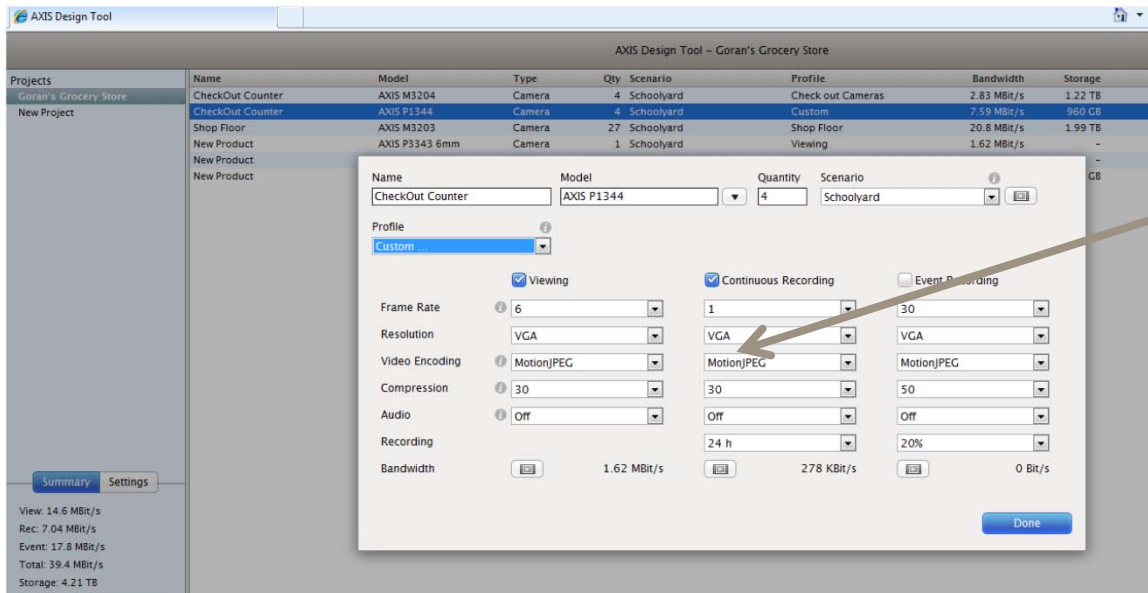 AXIS Design Tool
AXIS Design Tool - Goran's Grocery Store
Projects
Goran's Grocery Store
New Project
Name Model Type Qty Scenario Profile Bandwidth Storage
CheckOut Counter AXIS M3204 Camera 4 Schoolyard Check out Cameras 2.83 MBit/s 1.22 TB
CheckOut Counter AXIS P1344 Camera 4 Schoolyard Custom 7.59 MBit/s 960 GB
Shop Floor AXIS M3203 Camera 27 Schoolyard Shop Floor 20.8 MBit/s 1.99 TB
New Product AXIS P3343 6mm Camera 1 Schoolyard Viewing 1.62 MBit/s -
New Product -
New Product GB
Name Model Quantity Scenario
CheckOut Counter AXIS P1344 4 Schoolyard
Profile
Custom ...
Viewing Continuous Recording Event Recording
Frame Rate 6 1 30
Resolution VGA VGA VGA
Video Encoding MotionJPEG MotionJPEG MotionJPEG
Compression 30 30 50
Audio Off Off Off
Recording 24 h 20%
Bandwidth 1.62 MBit/s 278 KBit/s 0 Bit/s
Done
Summary Settings
View: 14.6 MBit/s
Rec: 7.04 MBit/s
Event: 17.8 MBit/s
Total: 39.4 MBit/s
Storage: 4.21 TB